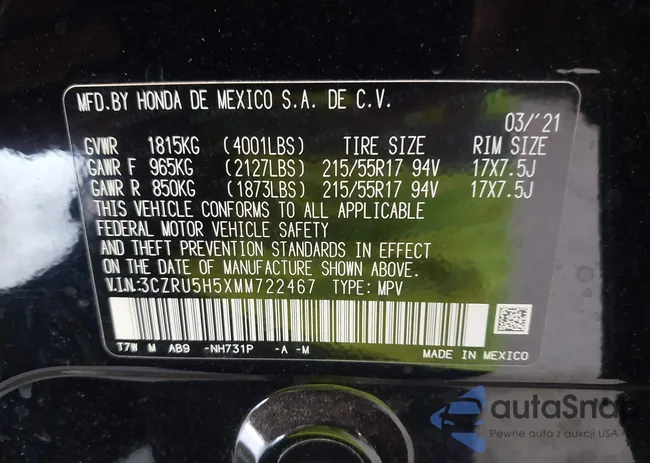 MFD.BY HONDA DE MEXICO S.A. DE C.V.
03/'21
GVWR 1815KG (4001LBS) TIRE SIZE RIM SIZE
GAWR F 965KG (2127LBS) 215/55R17 94V 17X7.5J
GAWR R 850KG (1873LBS) 215/55R17 94V 17X7.5J
THIS VEHICLE CONFORMS TO ALL APPLICABLE
FEDERAL MOTOR VEHICLE SAFETY
AND THEFT PREVENTION STANDARDS IN EFFECT
ON THE DATE OF MANUFACTURE SHOWN ABOVE.
V.I.N:3CZRU5H5XMM722467 TYPE: MPV
T7W M AB9 -NH731P -A -M
MADE IN MEXICO
autaSna
Pewne auta z aukcji USA